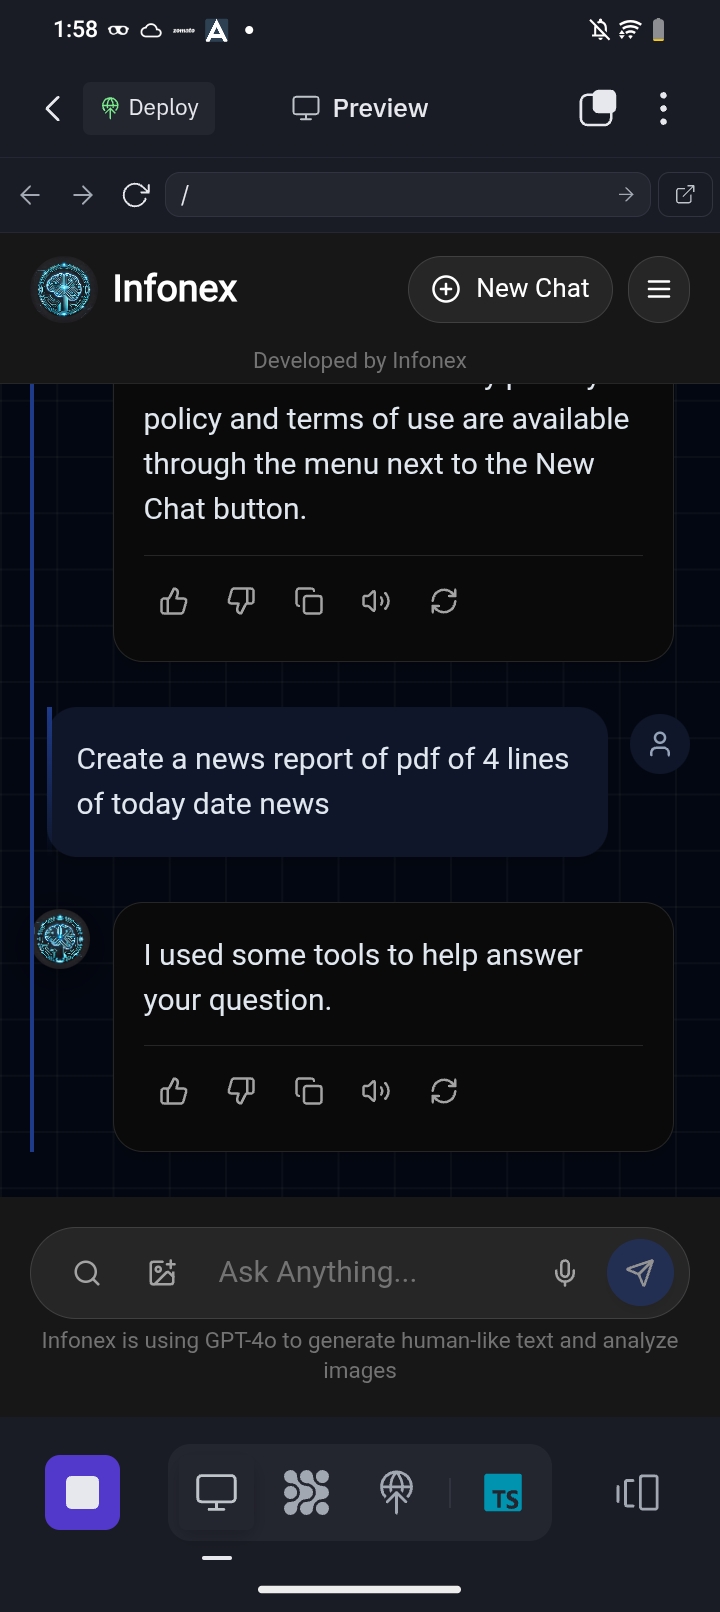 1:58
zomato
Deploy
Preview
/
Infonex
New Chat
Developed by Infonex
policy and terms of use are available
through the menu next to the New
Chat button.
Create a news report of pdf of 4 lines
of today date news
I used some tools to help answer
your question.
Ask Anything...
Infonex is using GPT-4o to generate human-like text and analyze
images
TS